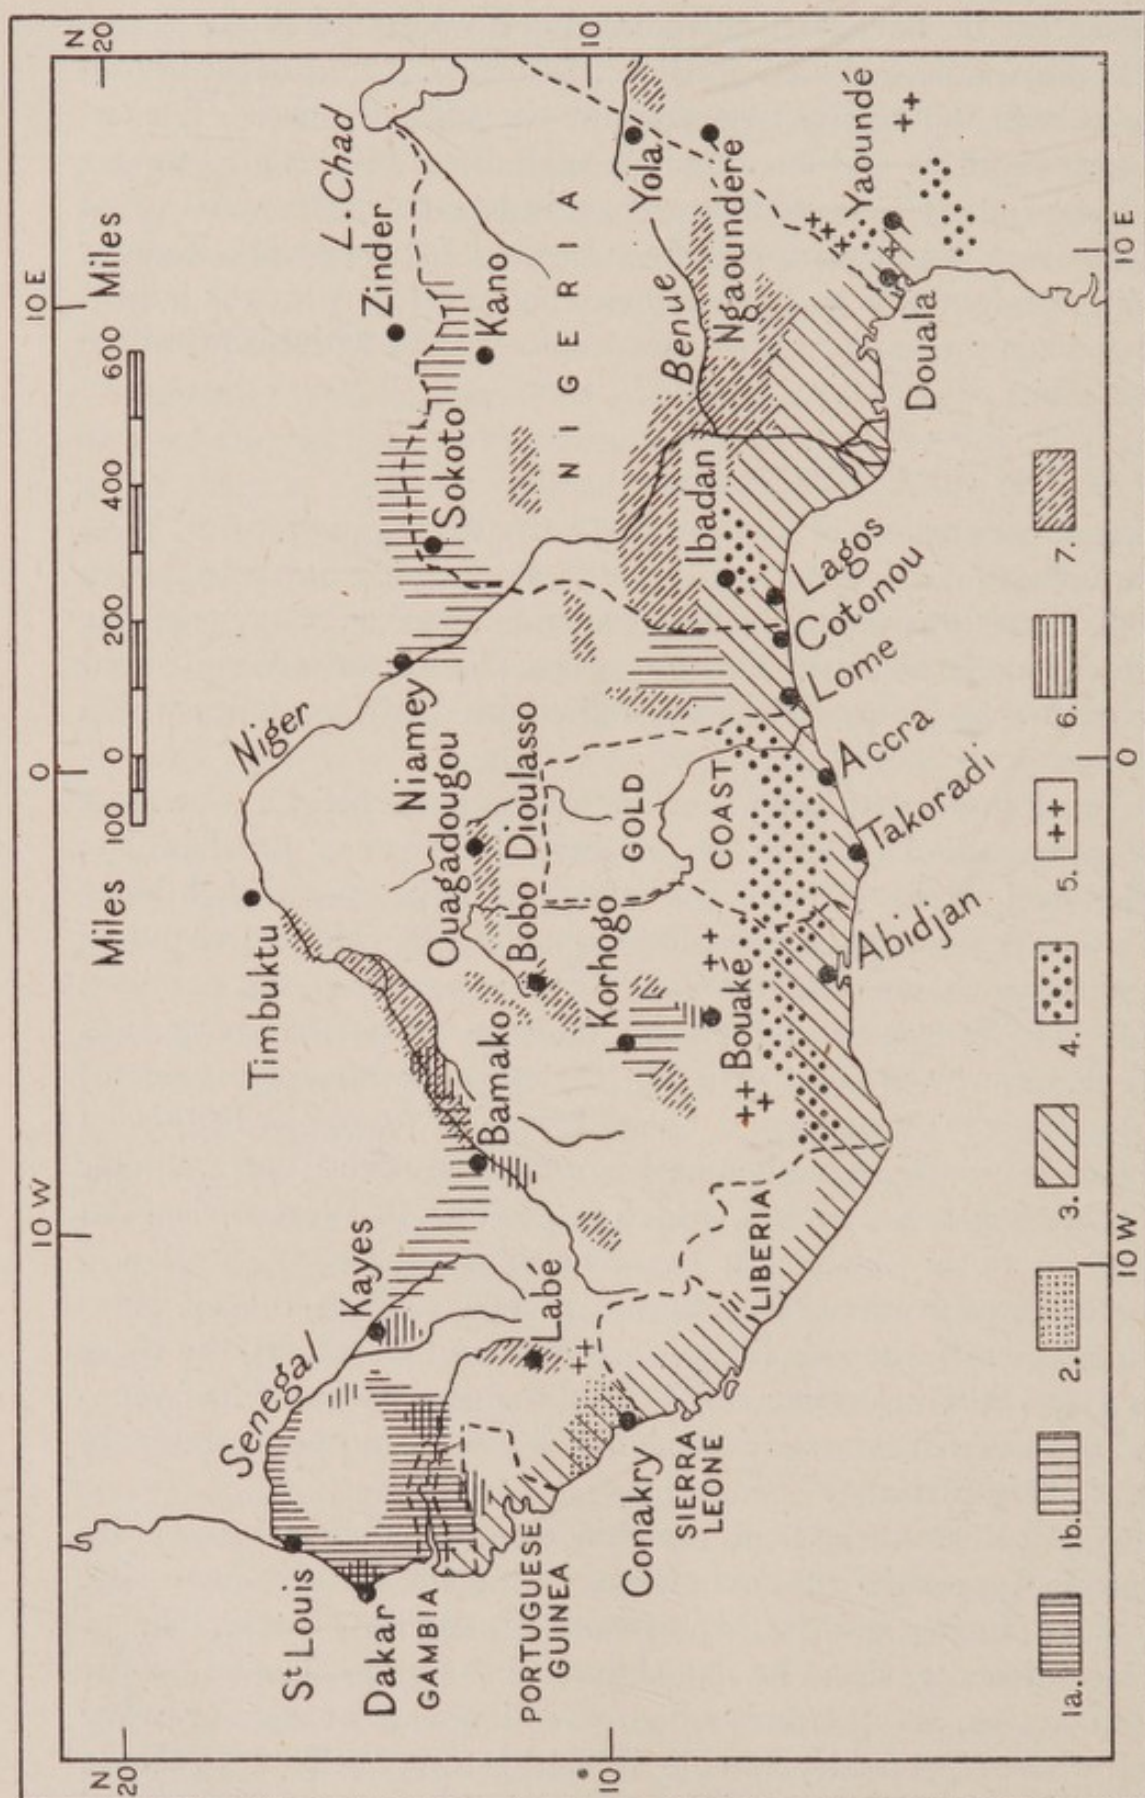 N
20
10
10 E
0
10 W
Miles
100 0 200 400 600
Miles
St Louis
Senegal
Dakar
GAMBIA
Kayes
PORTUGUESE
GUINEA
Labé
Conakry
SIERRA
LEONE
LIBERIA
Timbuktu
Niger
Bamako
Niamey
Ouagadougou
Bobo Dioulasso
Korhogo
Bouaké
GOLD
COAST
Abidjan
Takoradi
Accra
Lome
Cotonou
Lagos
Ibadan
Sokoto
Kano
Zinder
L. Chad
NIGERIA
Benue
Yola
Ngaoundére
Yaoundé
Douala
N
20
10
10 W
0
10 E
1a.
1b.
2.
3.
4.
5.
6.
7.